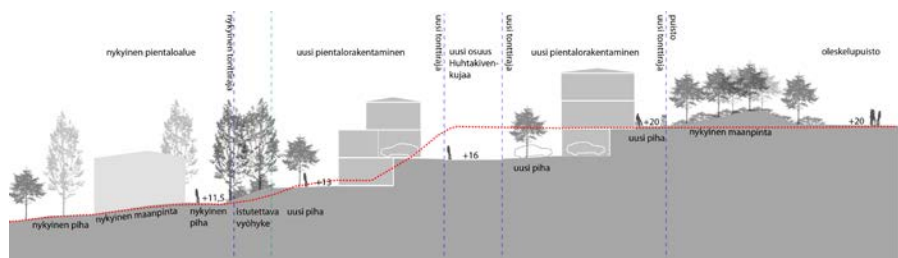 nykyinen pientaloalue
nykyinen tonttiraja
uusi pientalorakentaminen
uusi tonttiraja
uusi osuus
Huhtakiven-
kujaa
uusi tonttiraja
uusi pientalorakentaminen
uusi tonttiraja
puisto
oleskelupuisto
nykyinen piha
nykyinen maanpinta
+11,5
nykyinen
piha
istutettava
vyöhyke
+13
uusi piha
+16
uusi piha
+20
uusi piha
nykyinen maanpinta
+20